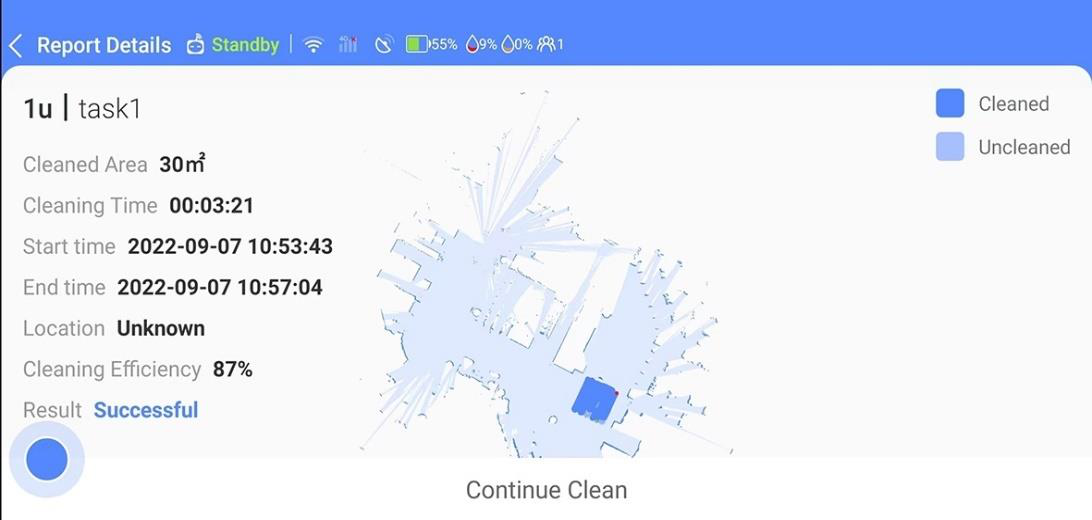 Report Details Standby 55% 9% 0% 1
1u | task1
Cleaned
Uncleaned
Cleaned Area 30㎡
Cleaning Time 00:03:21
Start time 2022-09-07 10:53:43
End time 2022-09-07 10:57:04
Location Unknown
Cleaning Efficiency 87%
Result Successful
Continue Clean